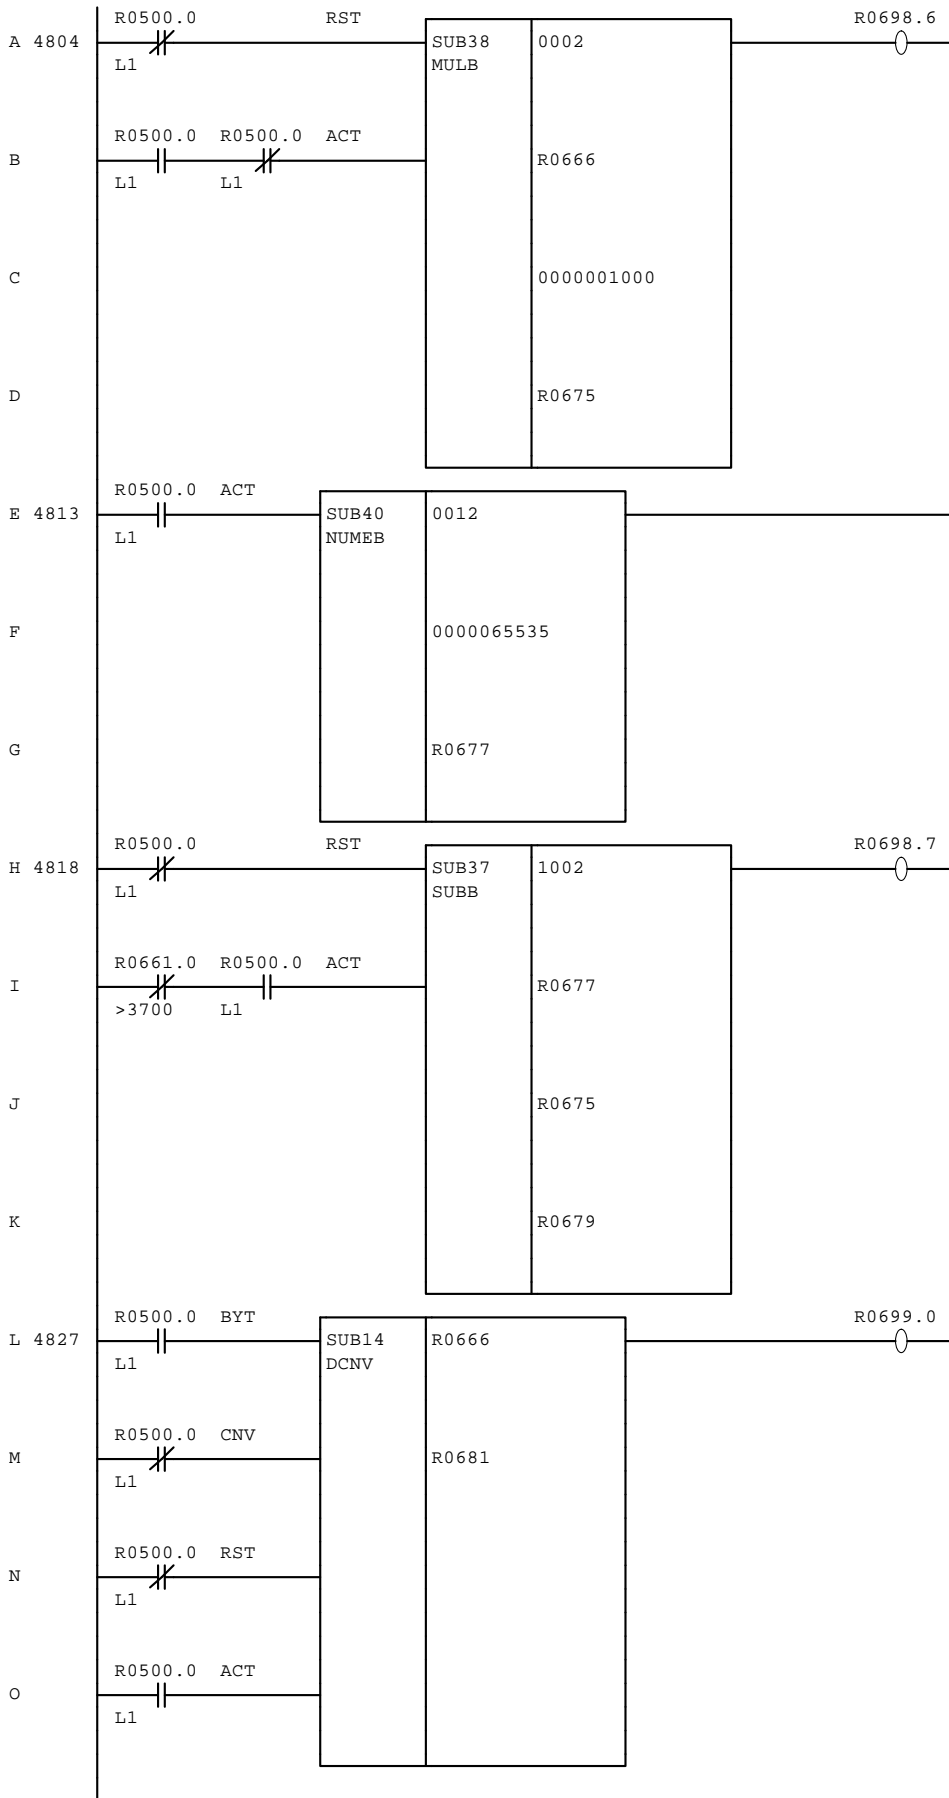 R0500.0 RST R0698.6
A 4804 SUB38 0002
L1 MULB
R0500.0 R0500.0 ACT
B R0666
L1 L1
C 0000001000
D R0675
R0500.0 ACT
E 4813 SUB40 0012
L1 NUMEB
F 0000065535
G R0677
R0500.0 RST R0698.7
H 4818 SUB37 1002
L1 SUBB
R0661.0 R0500.0 ACT
I R0677
>3700 L1
J R0675
K R0679
R0500.0 BYT R0699.0
L 4827 SUB14 R0666
L1 DCNV
R0500.0 CNV
M R0681
L1
R0500.0 RST
N
L1
R0500.0 ACT
O
L1